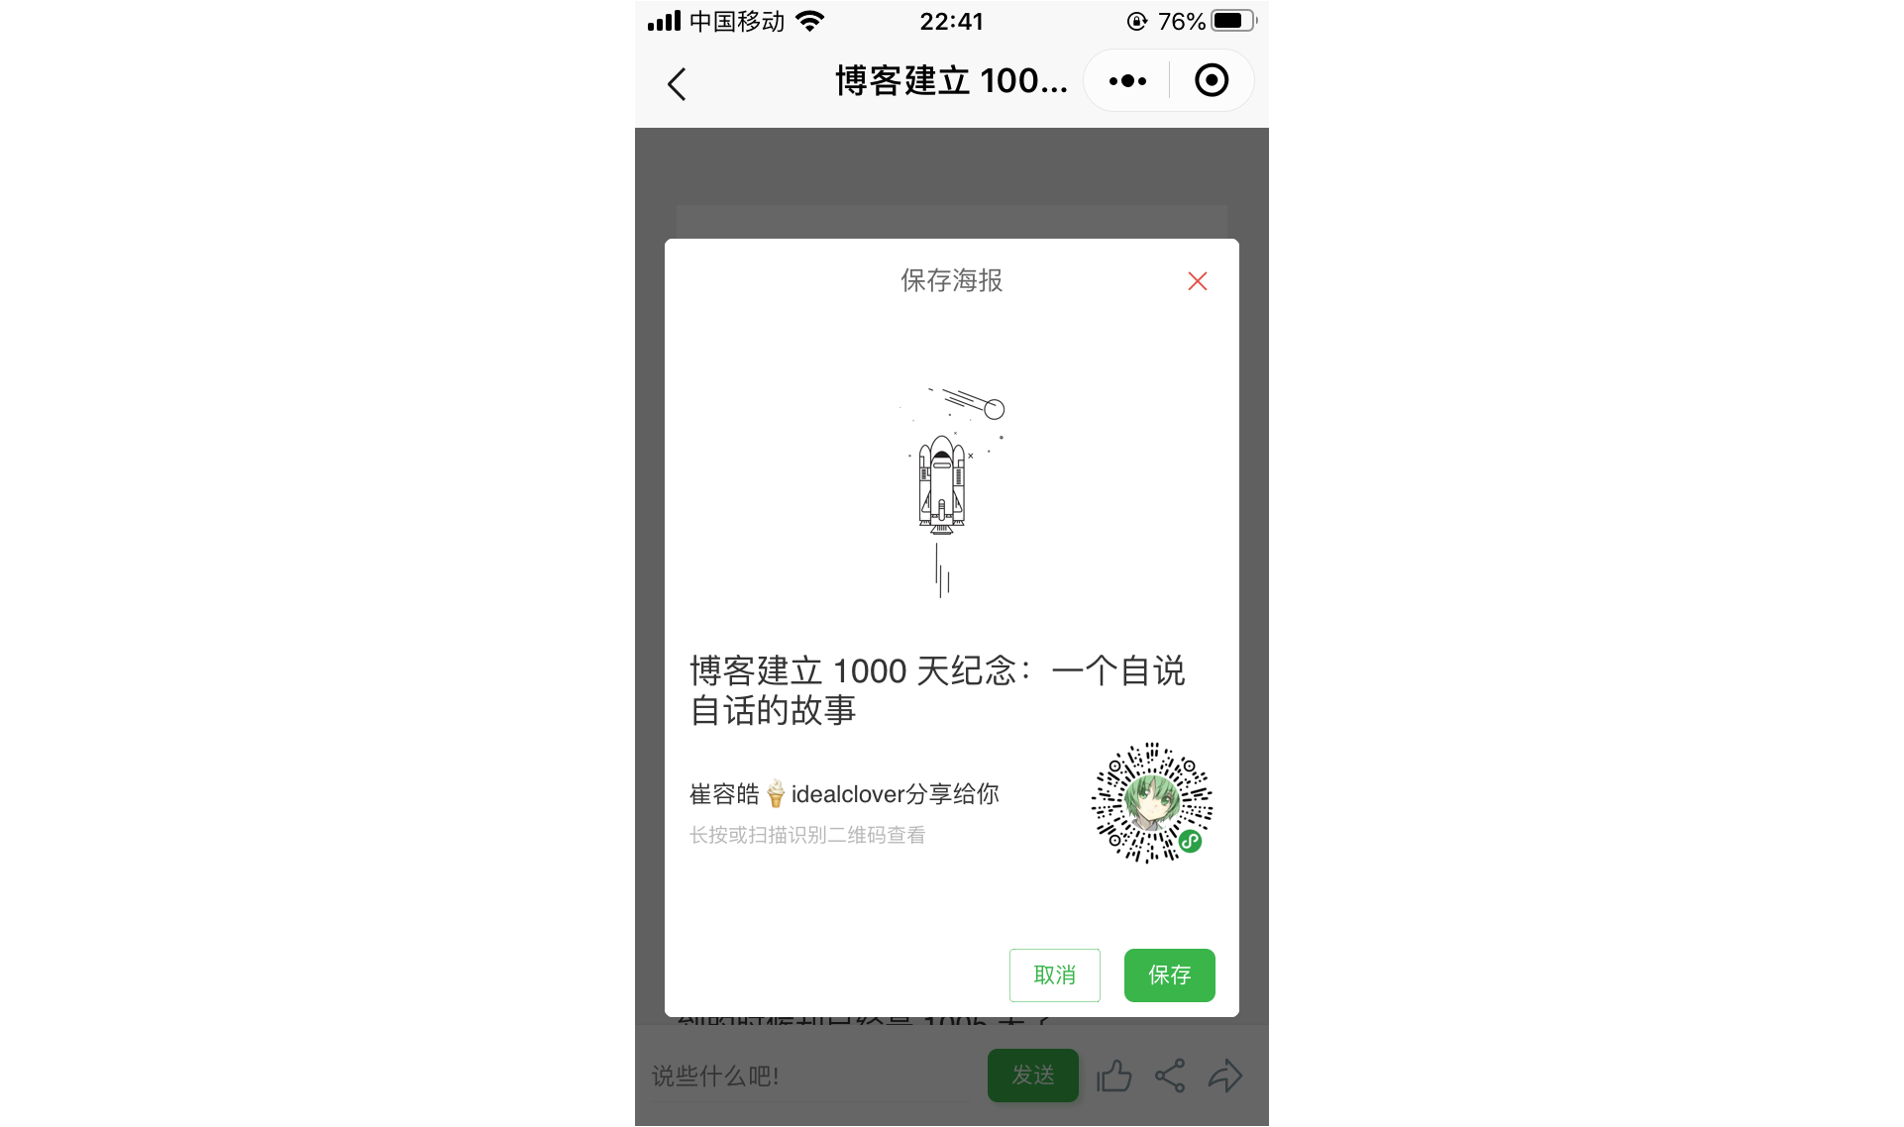 中国移动
22:41
76%
博客建立 100...
保存海报
博客建立 1000 天纪念：一个自说
自话的故事
崔容皓🍦idealclover分享给你
长按或扫描识别二维码查看
取消
保存
说些什么吧!
发送